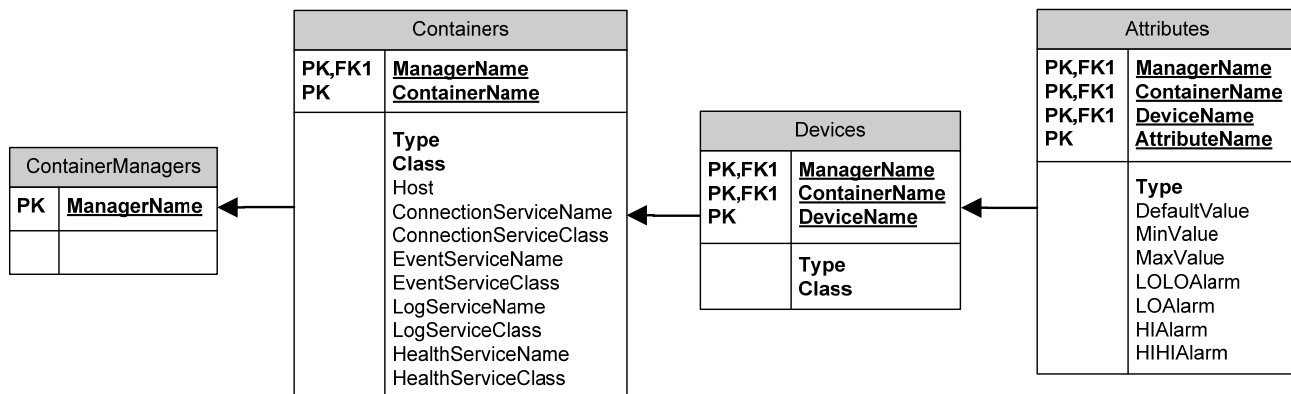 ContainerManagers
PK ManagerName
Containers
PK,FK1 ManagerName
PK ContainerName
Type
Class
Host
ConnectionServiceName
ConnectionServiceClass
EventServiceName
EventServiceClass
LogServiceName
LogServiceClass
HealthServiceName
HealthServiceClass
Devices
PK,FK1 ManagerName
PK,FK1 ContainerName
PK DeviceName
Type
Class
Attributes
PK,FK1 ManagerName
PK,FK1 ContainerName
PK,FK1 DeviceName
PK AttributeName
Type
DefaultValue
MinValue
MaxValue
LOLOAlarm
LOAlarm
HIAlarm
HIHIAlarm